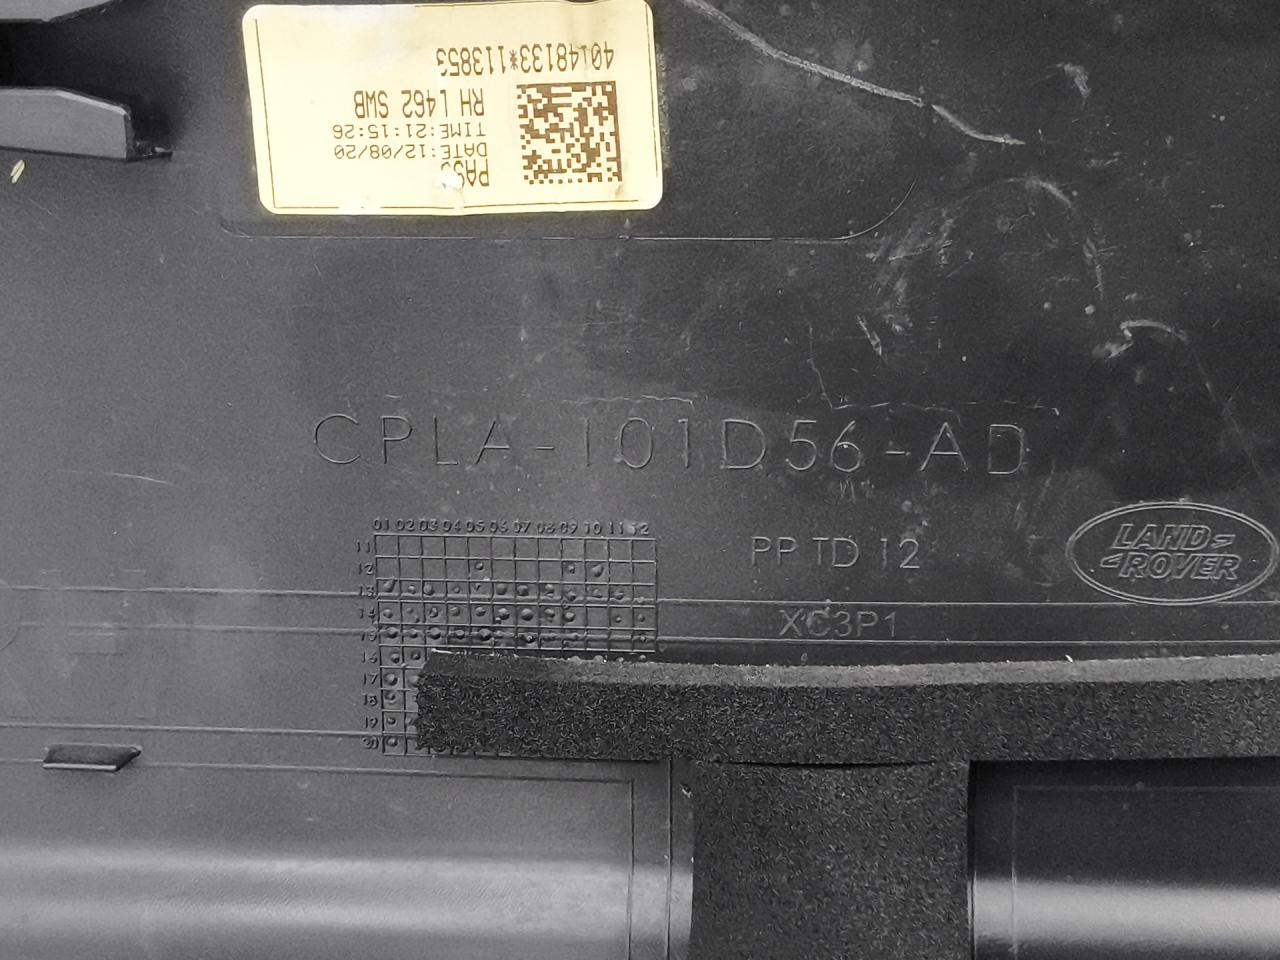 PASS
DATE:12/08/20
TIME:21:15:26
RH L462 SWB
40148133*113853
CPLA-101D56-AD
01 02 03 04 05 06 07 08 09 10 11 12
11
12
13
14
15
16
17
18
19
20
PP TD 12
XC3P1
LAND
ROVER